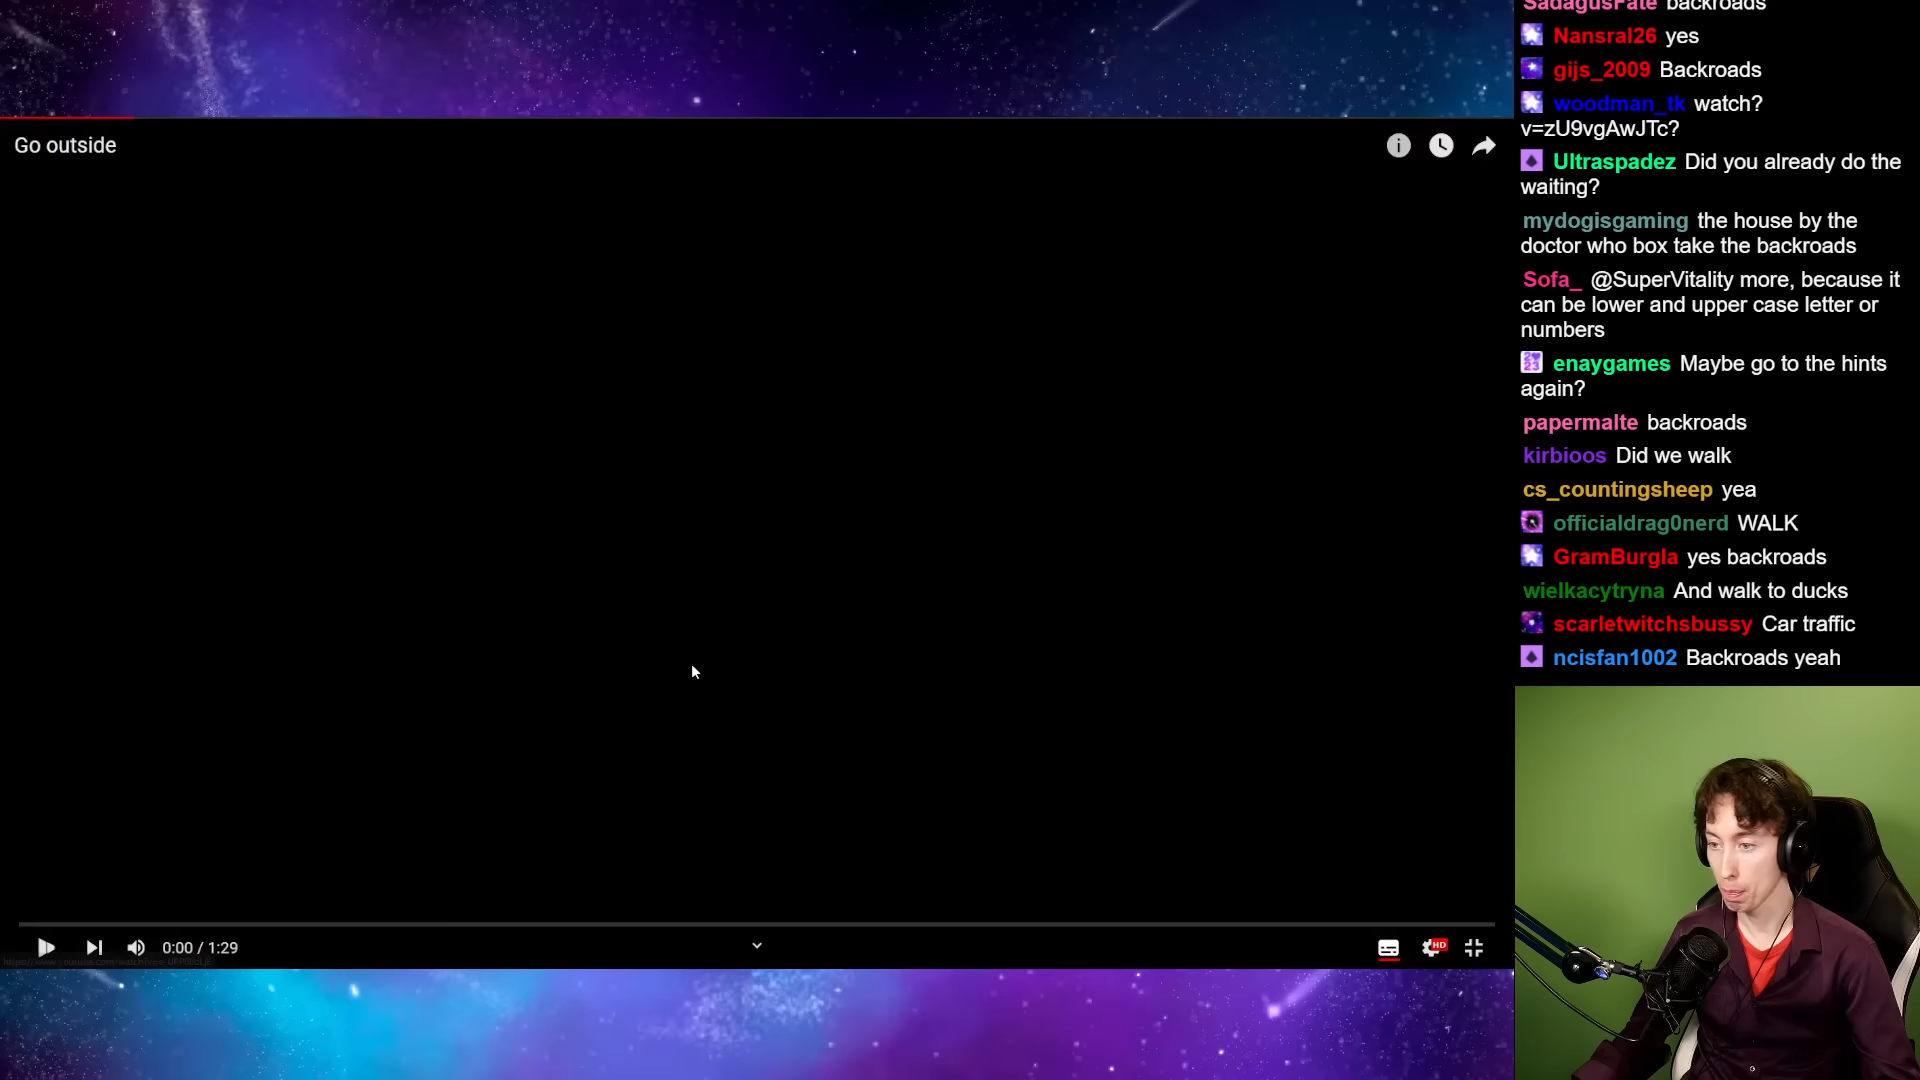 Go outside
0:00 / 1:29
HD
SadagusFate backroads
Nansral26 yes
gijs_2009 Backroads
woodman_tk watch?
v=zU9vgAwJTc?
Ultraspadez Did you already do the
waiting?
mydogisgaming the house by the
doctor who box take the backroads
Sofa_ @SuperVitality more, because it
can be lower and upper case letter or
numbers
enaygames Maybe go to the hints
again?
papermalte backroads
kirbioos Did we walk
cs_countingsheep yea
officialdrag0nerd WALK
GramBurgla yes backroads
wielkacytryna And walk to ducks
scarletwitchsbussy Car traffic
ncisfan1002 Backroads yeah